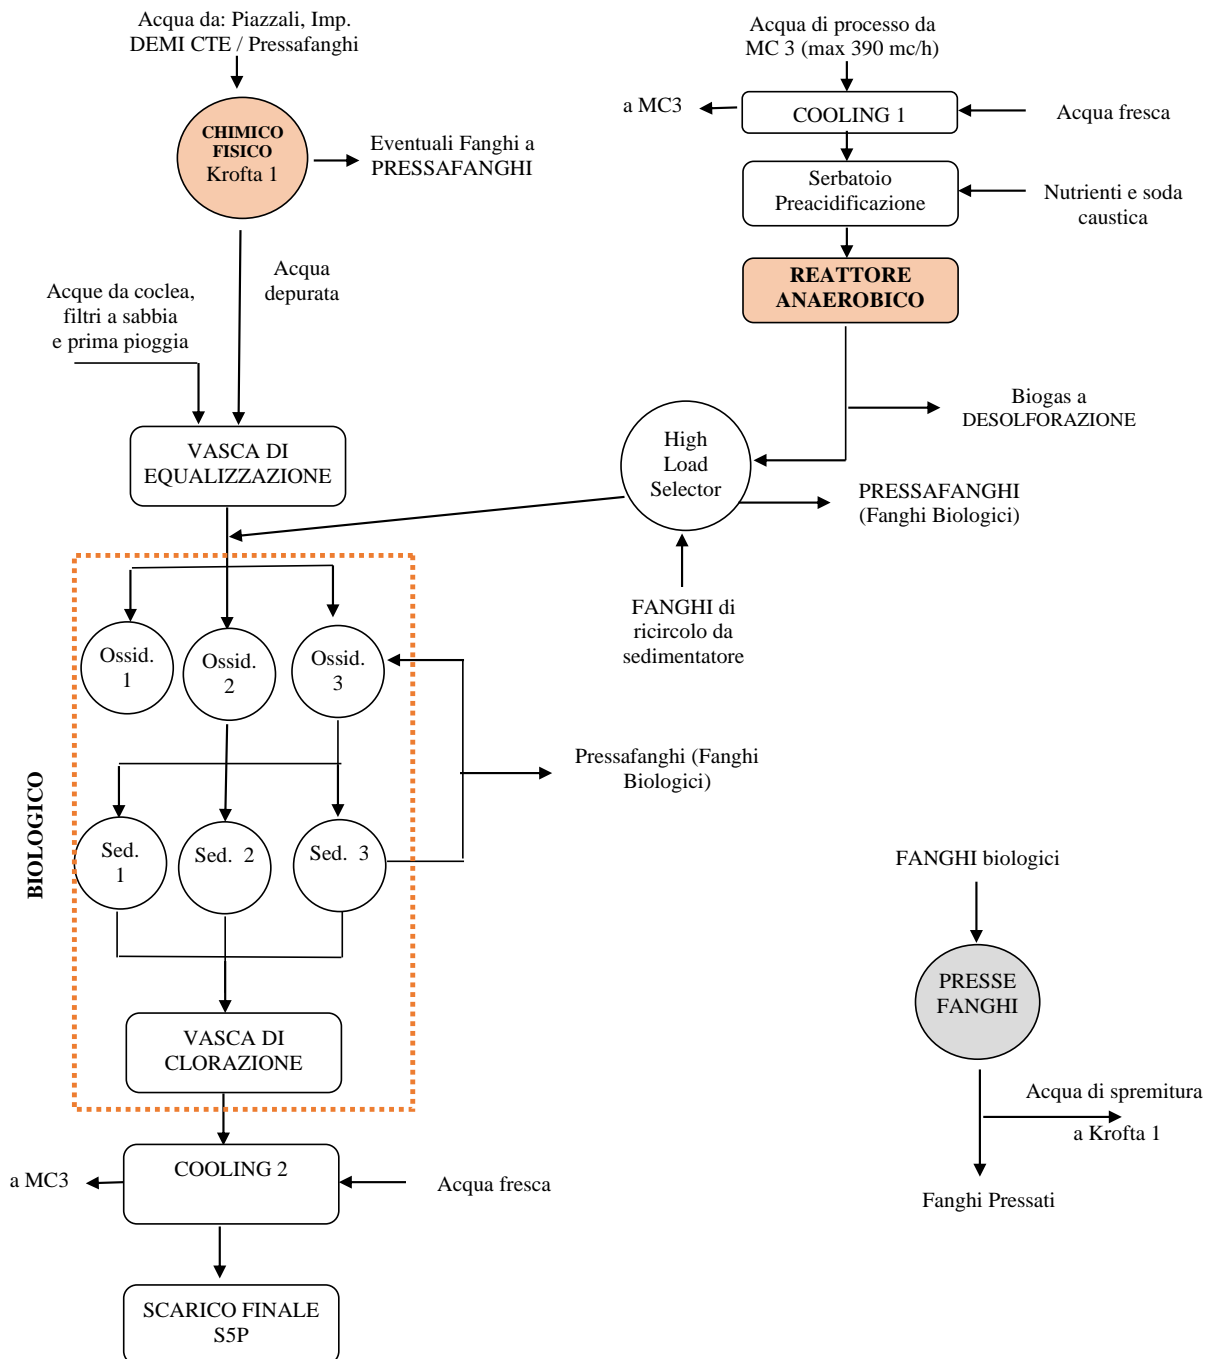 Acqua da: Piazzali, Imp.
DEMI CTE / Pressafanghi
CHIMICO
FISICO
Krofta 1
Eventuali Fanghi a
PRESSAFANGHI
Acqua
depurata
Acque da coclea,
filtri a sabbia
e prima pioggia
VASCA DI
EQUALIZZAZIONE
Acqua di processo da
MC 3 (max 390 mc/h)
a MC3
COOLING 1
Acqua fresca
Serbatoio
Preacidificazione
Nutrienti e soda
caustica
REATTORE
ANAEROBICO
Biogas a
DESOLFORAZIONE
High
Load
Selector
PRESSAFANGHI
(Fanghi Biologici)
FANGHI di
ricircolo da
sedimentatore
BIOLOGICO
Ossid.
1
Ossid.
2
Ossid.
3
Pressafanghi (Fanghi
Biologici)
Sed.
1
Sed. 2
Sed. 3
VASCA DI
CLORAZIONE
a MC3
COOLING 2
Acqua fresca
SCARICO FINALE
S5P
FANGHI biologici
PRESSE
FANGHI
Acqua di spremitura
a Krofta 1
Fanghi Pressati